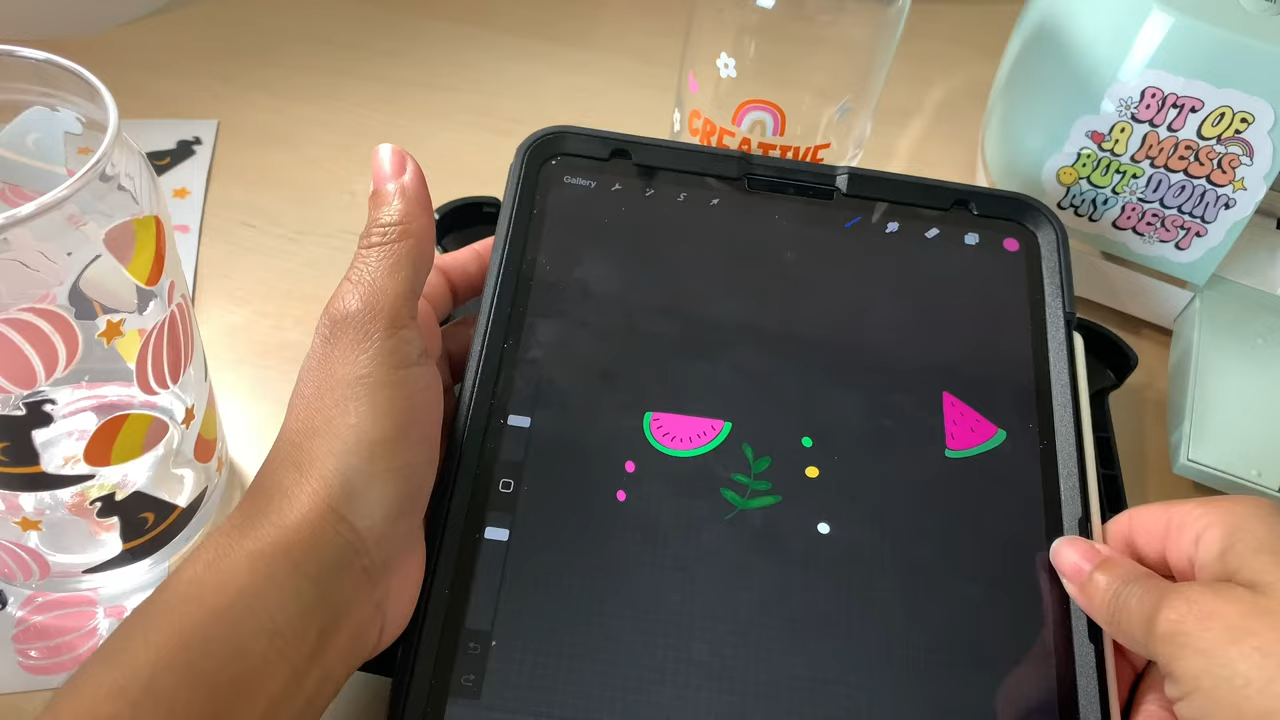 CREATIVE
BIT OF
A MESS
BUT DOIN'
MY BEST
Gallery